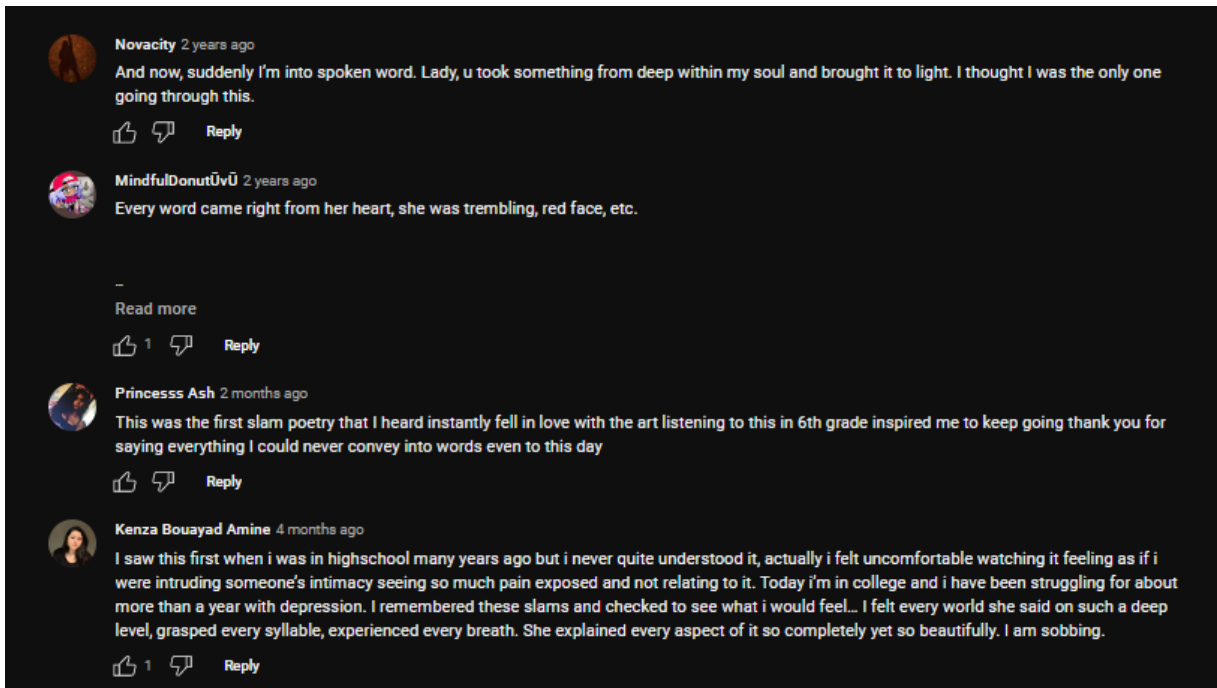 Novacity 2 years ago
And now, suddenly I'm into spoken word. Lady, u took something from deep within my soul and brought it to light. I thought I was the only one
going through this.
Reply
MindfulDonutŪvŪ 2 years ago
Every word came right from her heart, she was trembling, red face, etc.
...
Read more
1 Reply
Princesss Ash 2 months ago
This was the first slam poetry that I heard instantly fell in love with the art listening to this in 6th grade inspired me to keep going thank you for
saying everything I could never convey into words even to this day
Reply
Kenza Bouayad Amine 4 months ago
I saw this first when i was in highschool many years ago but i never quite understood it, actually i felt uncomfortable watching it feeling as if i
were intruding someone's intimacy seeing so much pain exposed and not relating to it. Today i'm in college and i have been struggling for about
more than a year with depression. I remembered these slams and checked to see what i would feel... I felt every world she said on such a deep
level, grasped every syllable, experienced every breath. She explained every aspect of it so completely yet so beautifully. I am sobbing.
1 Reply